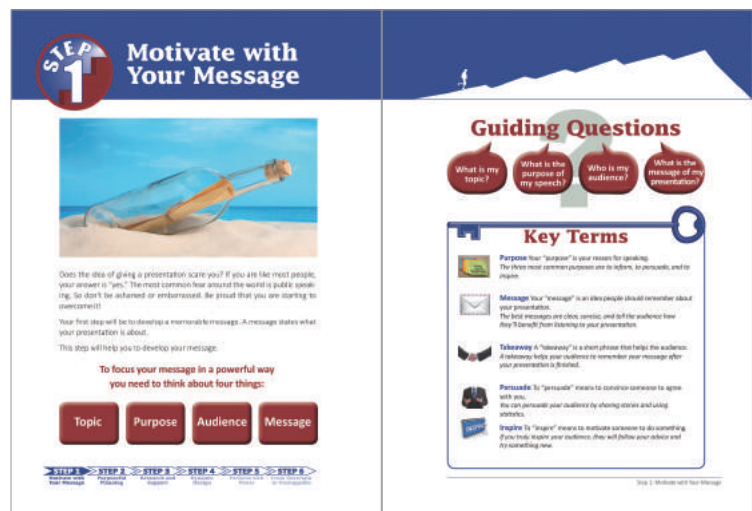 STEP
1
Motivate with
Your Message
Does the idea of giving a presentation scare you? If you are like most people,
your answer is "yes." The most common fear around the world is public speak-
ing. So don't be ashamed or embarrassed. Be proud that you are starting to
overcome it!
Your first step will be to develop a memorable message. A message states what
your presentation is about.
This step will help you to develop your message.
To focus your message in a powerful way
you need to think about four things:
Topic Purpose Audience Message
STEP 1 STEP 2 STEP 3 STEP 4 STEP 5 STEP 6
Motivate with Purposeful Research and Dynamic
Your Message Planning Support Design
?
Guiding Questions
What is my
topic?
What is the
purpose of
my speech?
Who is my
audience?
What is the
message of my
presentation?
Key Terms
Purpose Your "purpose" is your reason for speaking.
The three most common purposes are to inform, to persuade, and to
inspire.
Message Your "message" is an idea people should remember about
your presentation.
The best messages are clear, concise, and tell the audience how
they'll benefit from listening to your presentation.
Takeaway A "takeaway" is a short phrase that helps the audience.
A takeaway helps your audience to remember your message after
your presentation is finished.
Persuade To "persuade" means to convince someone to agree
with you.
You can persuade your audience by sharing stories and using
statistics.
Inspire To "inspire" means to motivate someone to do something.
If you truly inspire your audience, they will follow your advice and
try something new.
Step 1: Motivate with Your Message